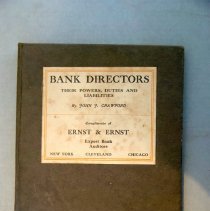 BANK DIRECTORS
THEIR POWERS, DUTIES AND
LIABILITIES
By JOHN J. CRAWFORD
Compliments of
ERNST & ERNST
Expert Bank
Auditors
NEW YORK CLEVELAND CHICAGO